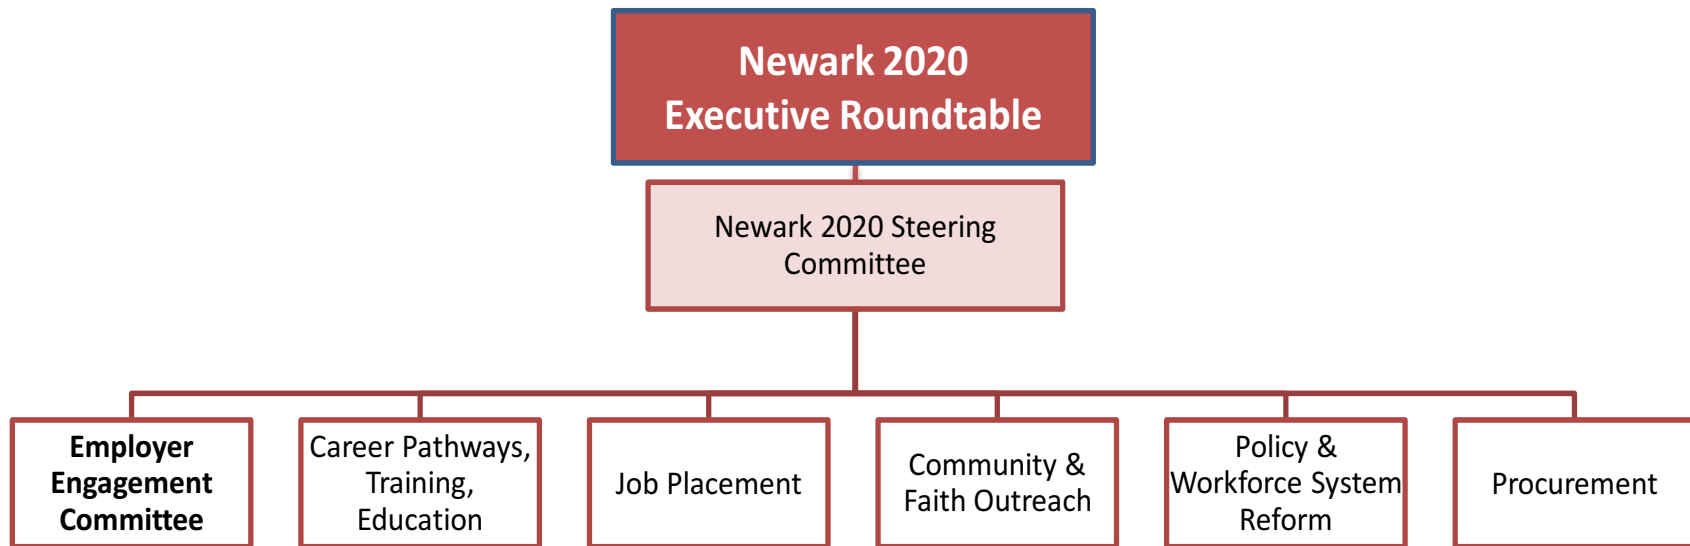 Newark 2020
Executive Roundtable
Newark 2020 Steering
Committee
Employer
Engagement
Committee
Career Pathways,
Training,
Education
Job Placement
Community &
Faith Outreach
Policy &
Workforce System
Reform
Procurement